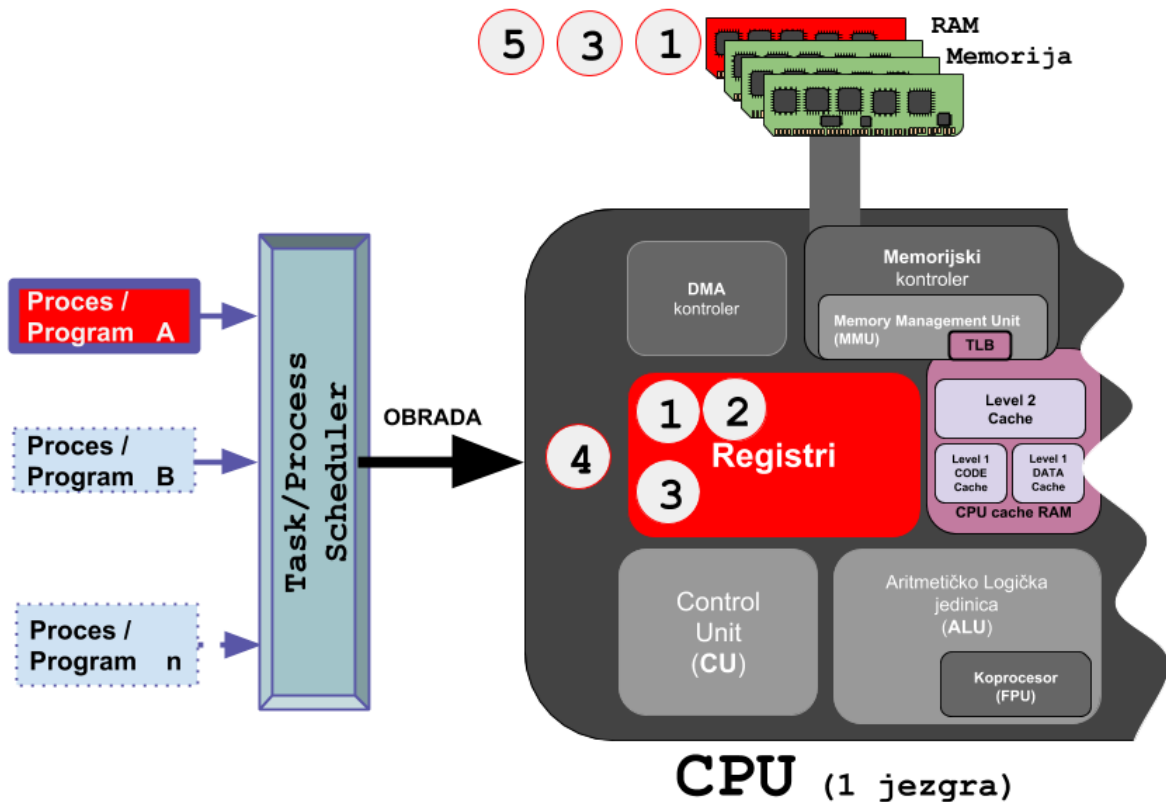 5 3 1
RAM
Memorija
DMA
kontroler
Memorijski
kontroler
Memory Management Unit
(MMU)
TLB
Proces /
Program A
Proces /
Program B
Proces /
Program n
Task/Process
Scheduler
OBRADA
4
1 2
Registri
3
Level 2
Cache
Level 1
CODE
Cache
Level 1
DATA
Cache
CPU cache RAM
Control
Unit
(CU)
Aritmetičko Logička
jedinica
(ALU)
Koprocesor
(FPU)
CPU (1 jezgra)